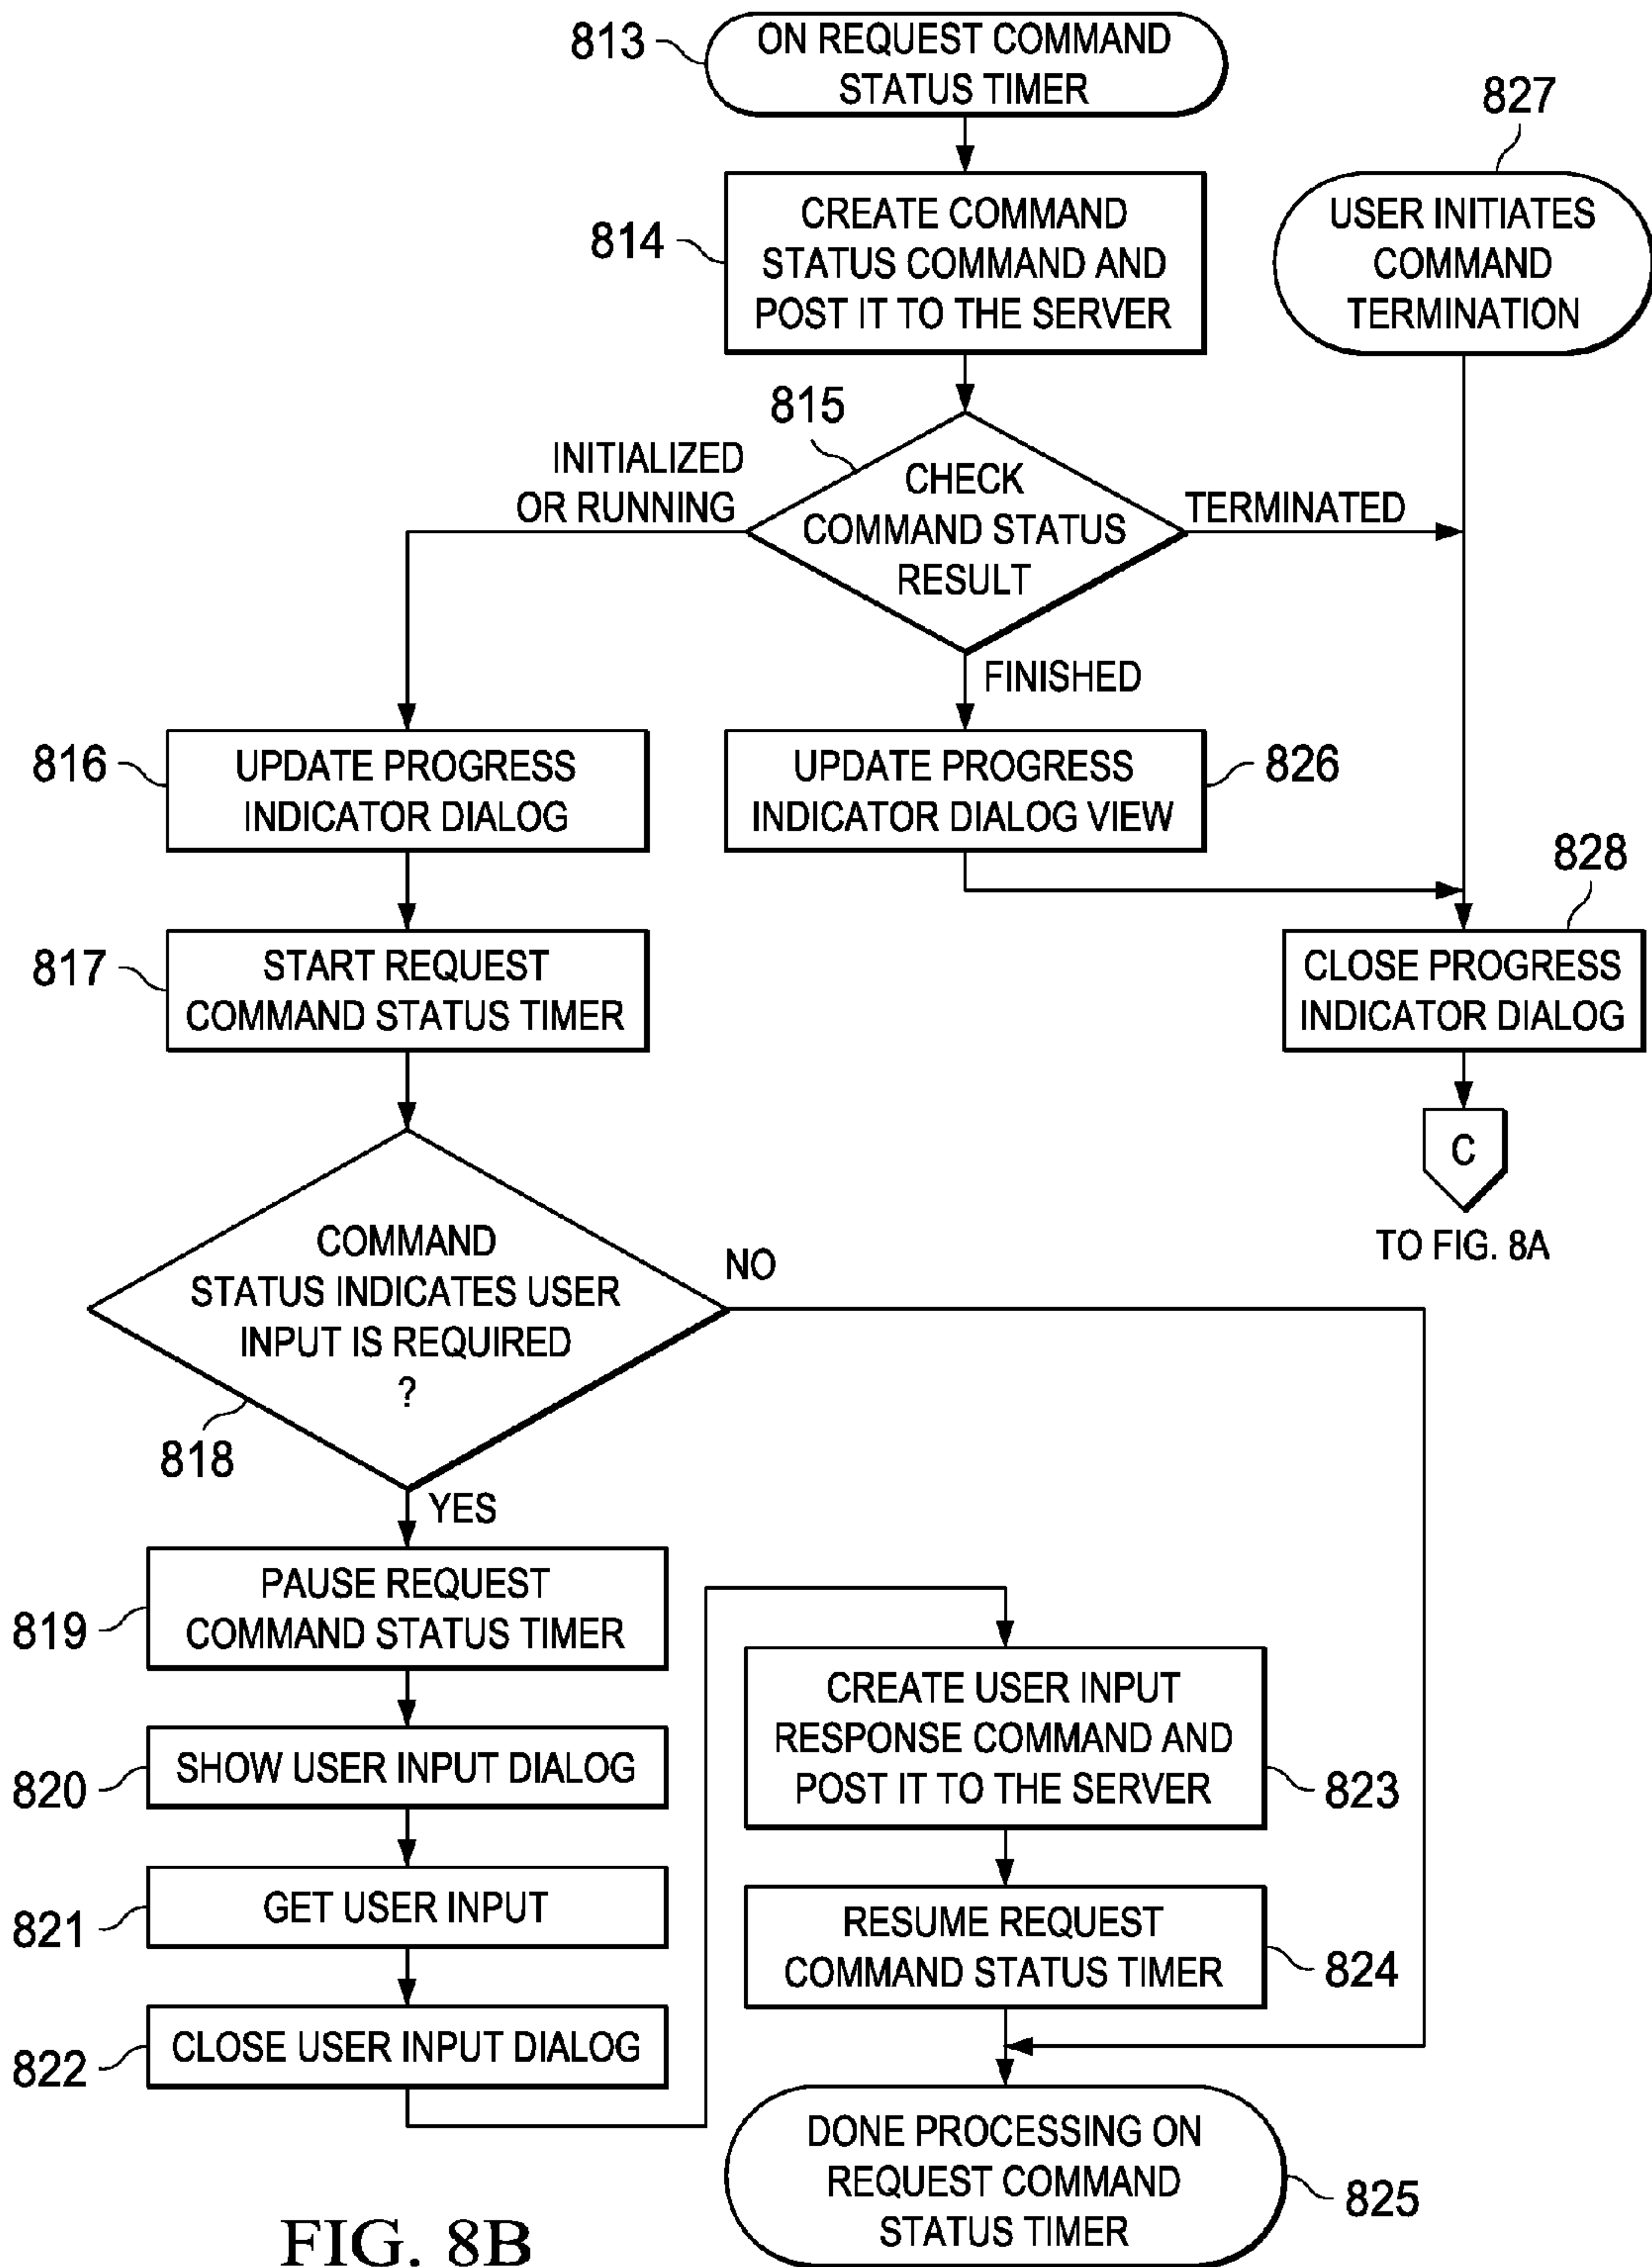 813
ON REQUEST COMMAND
STATUS TIMER
827
814
CREATE COMMAND
STATUS COMMAND AND
POST IT TO THE SERVER
USER INITIATES
COMMAND
TERMINATION
815
INITIALIZED
OR RUNNING
CHECK
COMMAND STATUS
RESULT
TERMINATED
FINISHED
816
UPDATE PROGRESS
INDICATOR DIALOG
UPDATE PROGRESS
INDICATOR DIALOG VIEW
826
828
817
START REQUEST
COMMAND STATUS TIMER
CLOSE PROGRESS
INDICATOR DIALOG
C
TO FIG. 8A
COMMAND
STATUS INDICATES USER
INPUT IS REQUIRED
?
NO
818
YES
819
PAUSE REQUEST
COMMAND STATUS TIMER
820
SHOW USER INPUT DIALOG
821
GET USER INPUT
822
CLOSE USER INPUT DIALOG
CREATE USER INPUT
RESPONSE COMMAND AND
POST IT TO THE SERVER
823
RESUME REQUEST
COMMAND STATUS TIMER
824
DONE PROCESSING ON
REQUEST COMMAND
STATUS TIMER
825
FIG. 8B